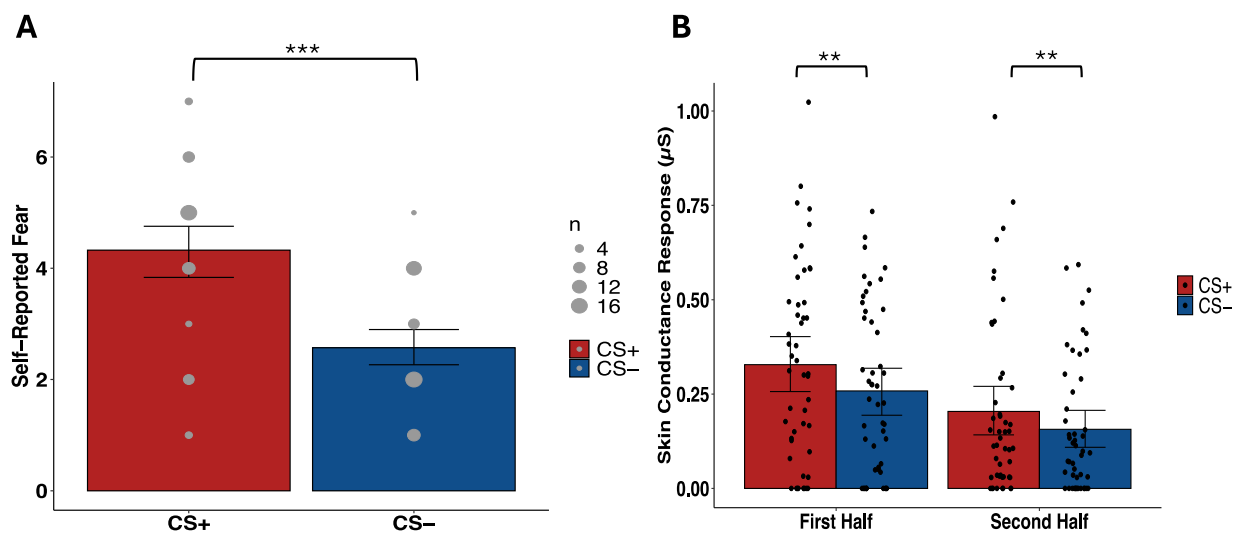 A
***
Self−Reported Fear
6
4
2
0
CS+
CS−
n
4
8
12
16
CS+
CS−
B
**
**
Skin Conductance Response (µS)
1.00
0.75
0.50
0.25
0.00
First Half
Second Half
CS+
CS−